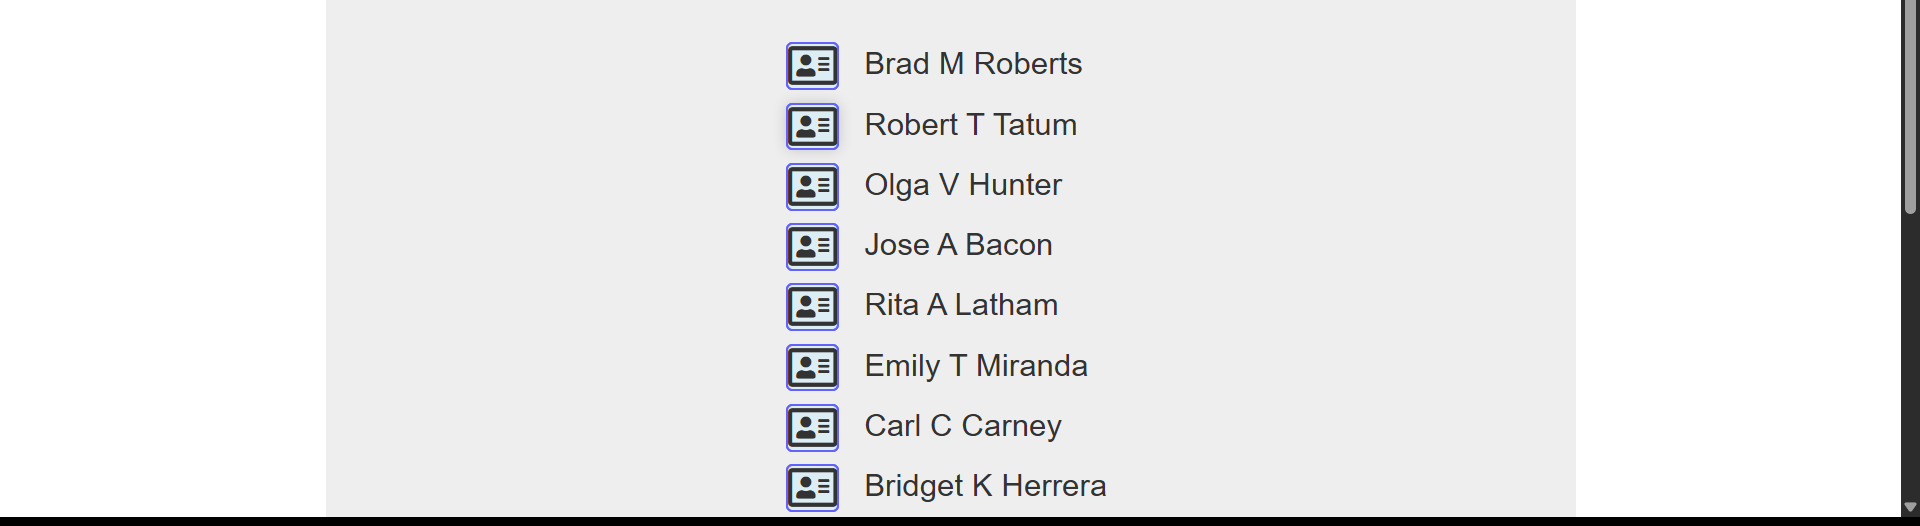 Brad M Roberts
Robert T Tatum
Olga V Hunter
Jose A Bacon
Rita A Latham
Emily T Miranda
Carl C Carney
Bridget K Herrera